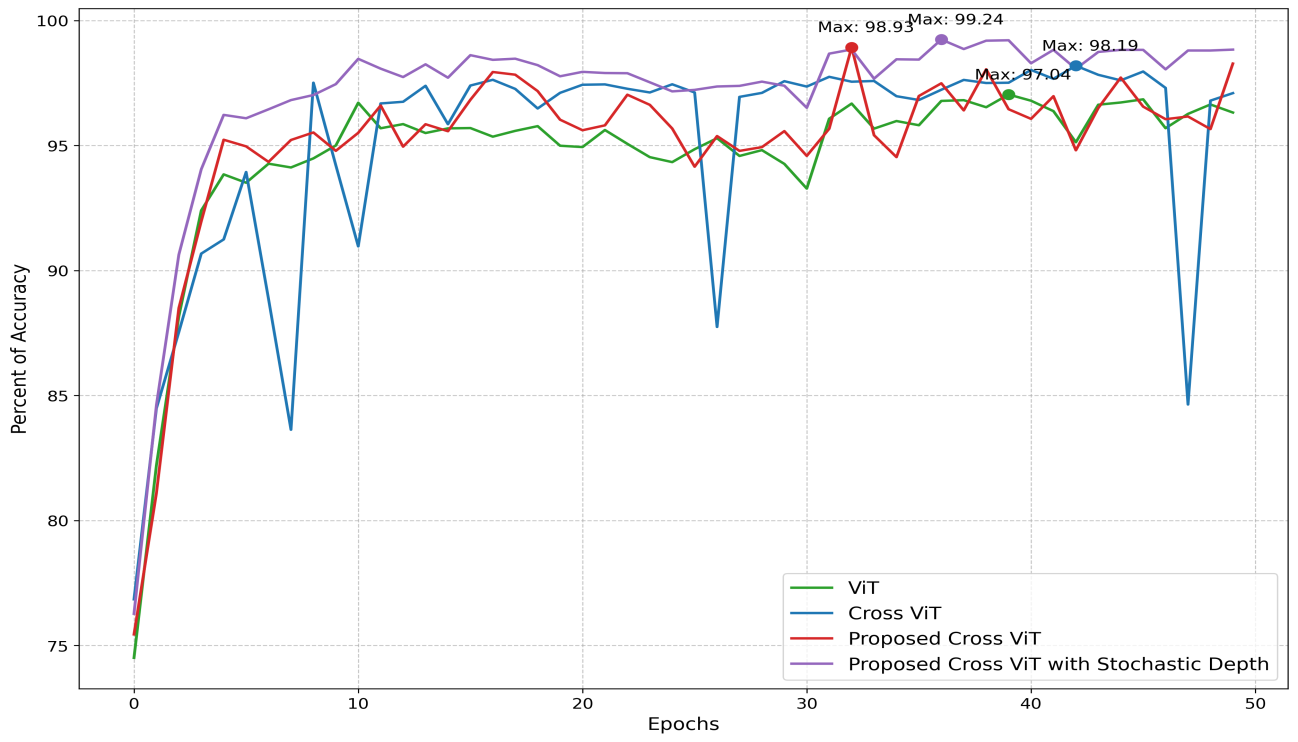 Max: 98.93
Max: 99.24
Max: 98.19
Max: 97.04
100
95
90
85
80
75
Percent of Accuracy
0
10
20
30
40
50
Epochs
ViT
Cross ViT
Proposed Cross ViT
Proposed Cross ViT with Stochastic Depth